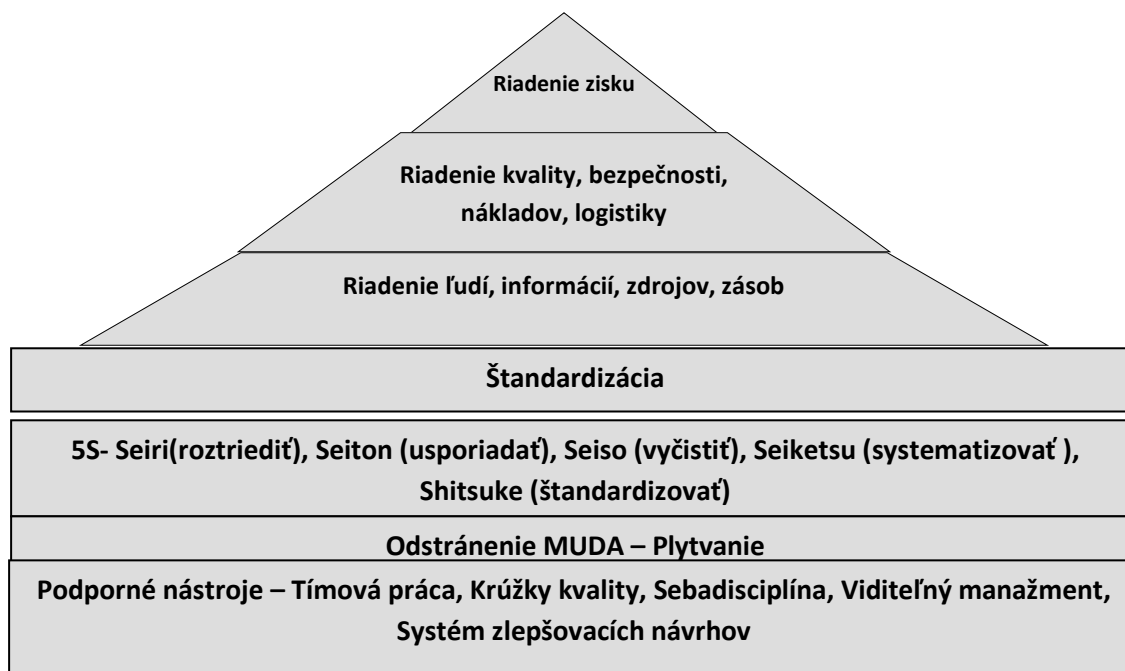 Riadenie zisku
Riadenie kvality, bezpečnosti,
nákladov, logistiky
Riadenie ľudí, informácií, zdrojov, zásob
Štandardizácia
5S- Seiri(roztriediť), Seiton (usporiadať), Seiso (vyčistiť), Seiketsu (systematizovať ),
Shitsuke (štandardizovať)
Odstránenie MUDA – Plytvanie
Podporné nástroje – Tímová práca, Krúžky kvality, Sebadisciplína, Viditeľný manažment,
Systém zlepšovacích návrhov